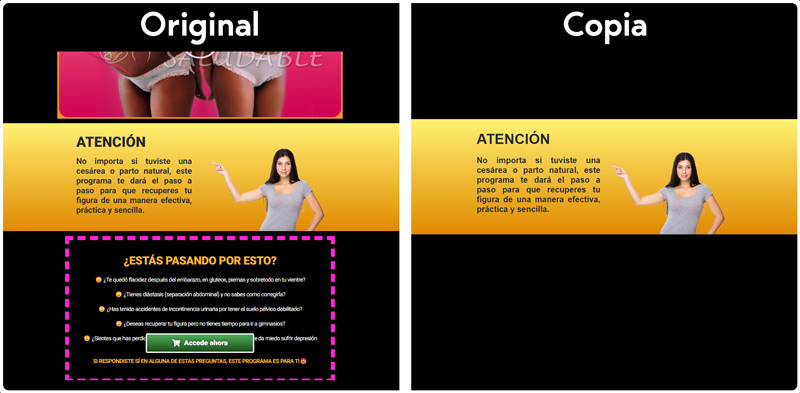 Original
Copia
SALUDABLE
ATENCIÓN
No importa si tuviste una
cesárea o parto natural, este
programa te dará el paso a
paso para que recuperes tu
figura de una manera efectiva,
práctica y sencilla.
ATENCIÓN
No importa si tuviste una
cesárea o parto natural, este
programa te dará el paso a
paso para que recuperes tu
figura de una manera efectiva,
práctica y sencilla.
¿ESTÁS PASANDO POR ESTO?
¿Te quedó flacidez después del embarazo, en gluteos, piernas y sobretodo en tu vientre?
¿Tienes diástasis (separación abdominal) y no sabes como corregirla?
¿Has tenido accidentes de incontinencia urinaria por tener el suelo pélvico debilitado?
¿Deseas recuperar tu figura pero no tienes tiempo para ir a gimnasios?
¿Sientes que has perdi
Accede ahora
te da miedo sufrir depresión
SI RESPONDISTE SÍ EN ALGUNA DE ESTAS PREGUNTAS, ESTE PROGRAMA ES PARA TI